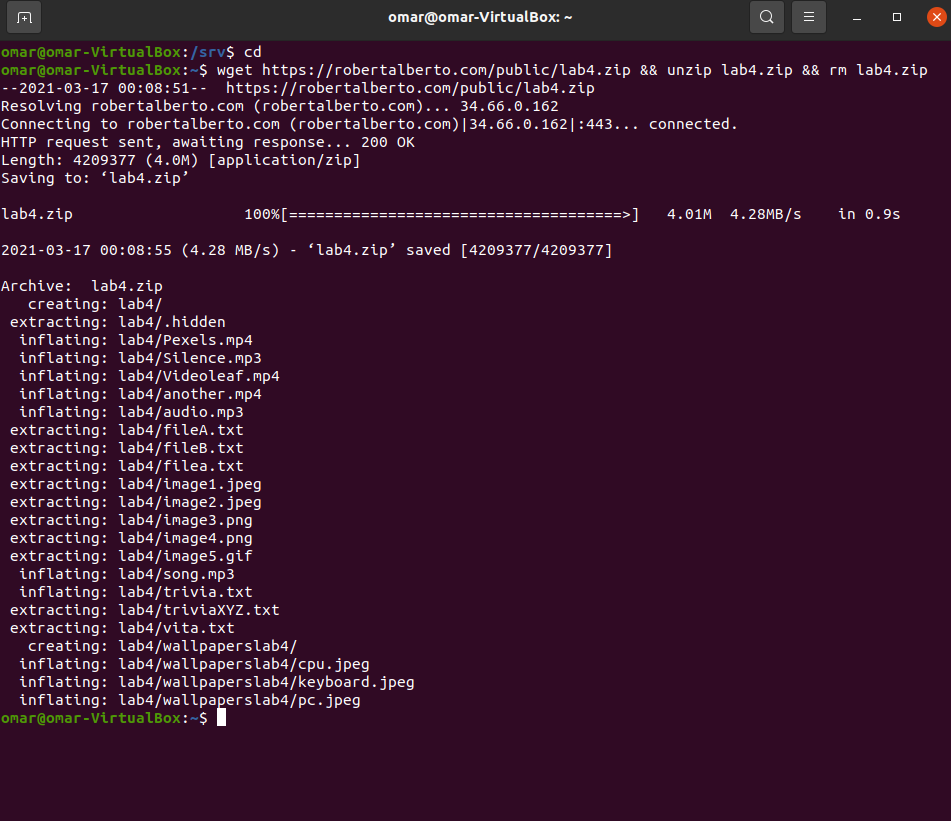 omar@omar-VirtualBox: ~
omar@omar-VirtualBox:/srv$ cd
omar@omar-VirtualBox:~$ wget https://robertalberto.com/public/lab4.zip && unzip lab4.zip && rm lab4.zip
--2021-03-17 00:08:51--  https://robertalberto.com/public/lab4.zip
Resolving robertalberto.com (robertalberto.com)... 34.66.0.162
Connecting to robertalberto.com (robertalberto.com)|34.66.0.162|:443... connected.
HTTP request sent, awaiting response... 200 OK
Length: 4209377 (4.0M) [application/zip]
Saving to: ‘lab4.zip’
lab4.zip                   100%[=====================================>]   4.01M  4.28MB/s    in 0.9s
2021-03-17 00:08:55 (4.28 MB/s) - ‘lab4.zip’ saved [4209377/4209377]
Archive:  lab4.zip
   creating: lab4/
 extracting: lab4/.hidden
  inflating: lab4/Pexels.mp4
  inflating: lab4/Silence.mp3
  inflating: lab4/Videoleaf.mp4
  inflating: lab4/another.mp4
  inflating: lab4/audio.mp3
 extracting: lab4/fileA.txt
 extracting: lab4/fileB.txt
 extracting: lab4/filea.txt
 extracting: lab4/image1.jpeg
 extracting: lab4/image2.jpeg
 extracting: lab4/image3.png
 extracting: lab4/image4.png
 extracting: lab4/image5.gif
  inflating: lab4/song.mp3
  inflating: lab4/trivia.txt
 extracting: lab4/triviaXYZ.txt
 extracting: lab4/vita.txt
   creating: lab4/wallpaperslab4/
  inflating: lab4/wallpaperslab4/cpu.jpeg
  inflating: lab4/wallpaperslab4/keyboard.jpeg
  inflating: lab4/wallpaperslab4/pc.jpeg
omar@omar-VirtualBox:~$